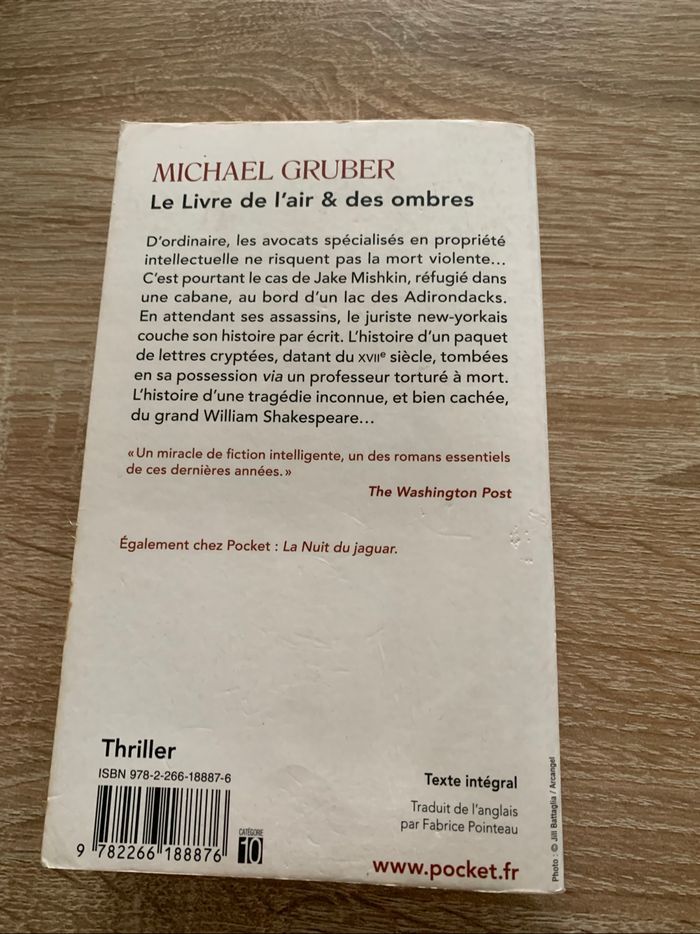 MICHAEL GRUBER
Le Livre de l'air & des ombres
D'ordinaire, les avocats spécialisés en propriété
intellectuelle ne risquent pas la mort violente...
C'est pourtant le cas de Jake Mishkin, réfugié dans
une cabane, au bord d'un lac des Adirondacks.
En attendant ses assassins, le juriste new-yorkais
couche son histoire par écrit. L'histoire d'un paquet
de lettres cryptées, datant du XVIIe siècle, tombées
en sa possession via un professeur torturé à mort.
L'histoire d'une tragédie inconnue, et bien cachée,
du grand William Shakespeare...
« Un miracle de fiction intelligente, un des romans essentiels
de ces dernières années. »
The Washington Post
Également chez Pocket : La Nuit du jaguar.
Thriller
ISBN 978-2-266-18887-6
9 782266 188876
CATÉGORIE
10
Texte intégral
Traduit de l'anglais
par Fabrice Pointeau
www.pocket.fr
Photo : © Jill Battaglia / Arcangel